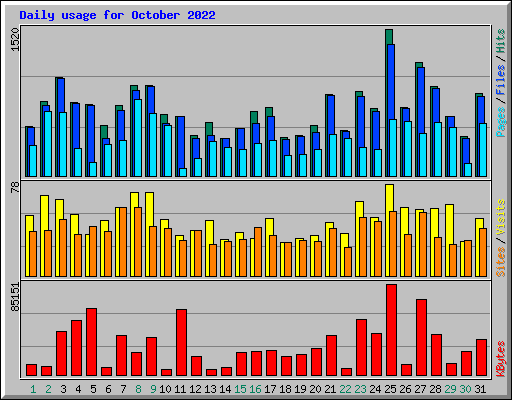 Daily usage for October 2022
1520
Pages / Files / Hits
78
Sites / Visits
85151
KBytes
1 2 3 4 5 6 7 8 9 10 11 12 13 14 15 16 17 18 19 20 21 22 23 24 25 26 27 28 29 30 31